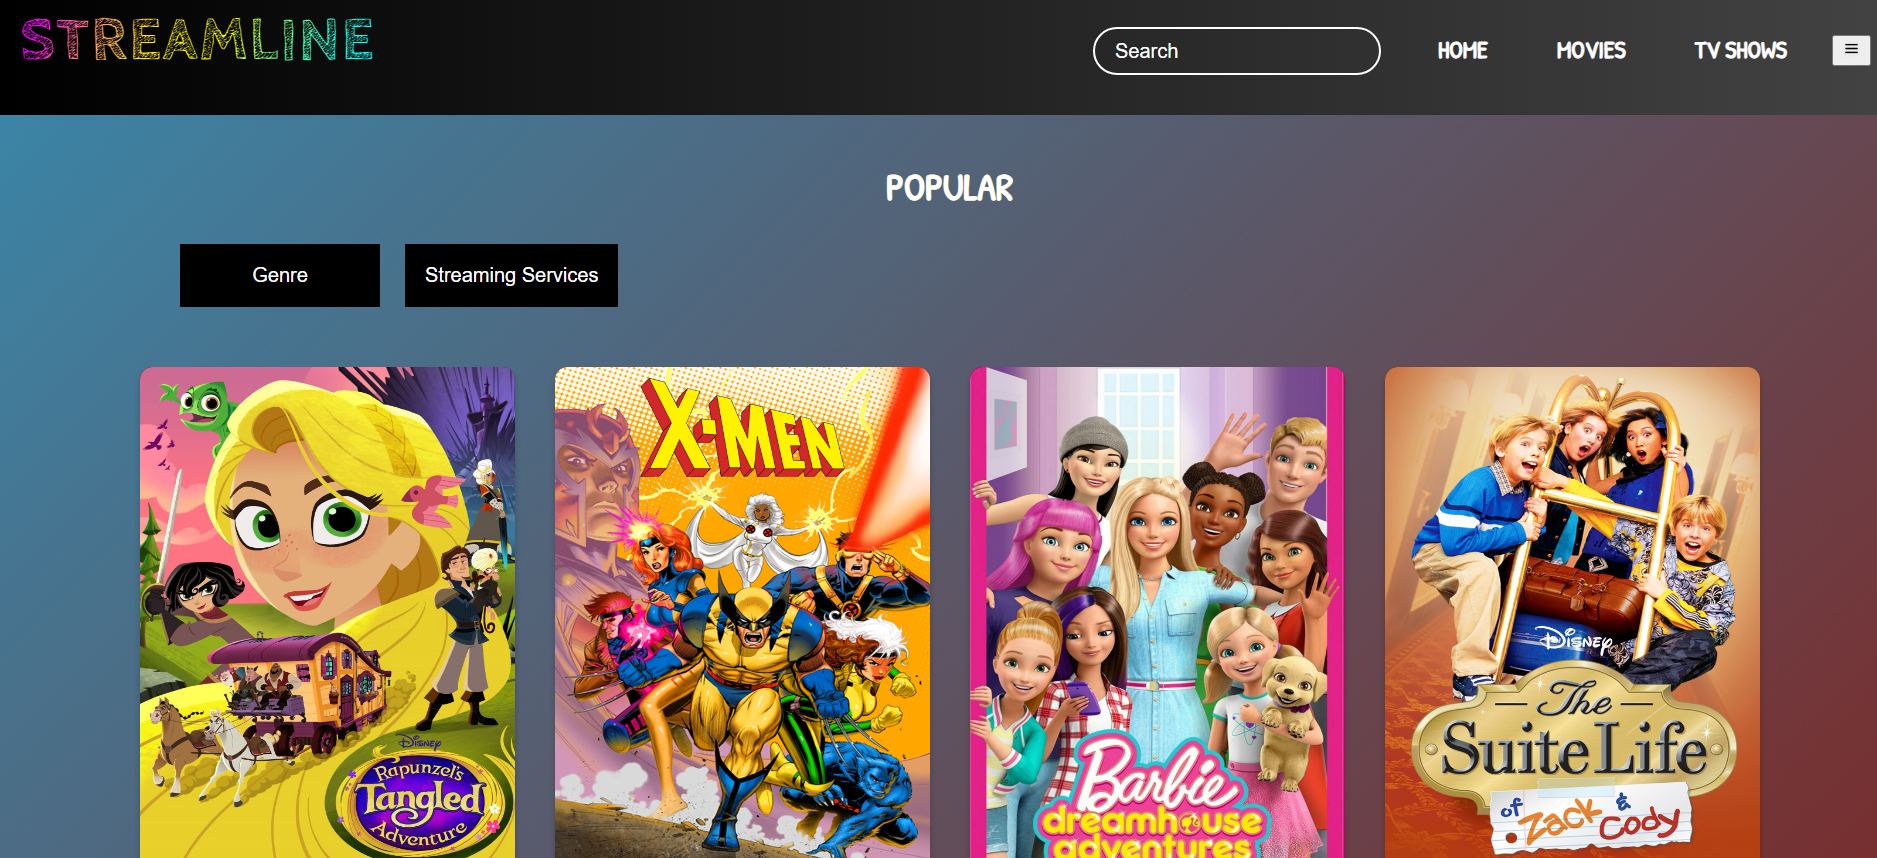 STREAMLINE
Search
HOME
MOVIES
TV SHOWS
POPULAR
Genre
Streaming Services
Disney
Rapunzel's
Tangled
Adventure
X-MEN
Barbie
dreamhouse
adventures
Disney
The
Suite Life
of Zack &
Cody